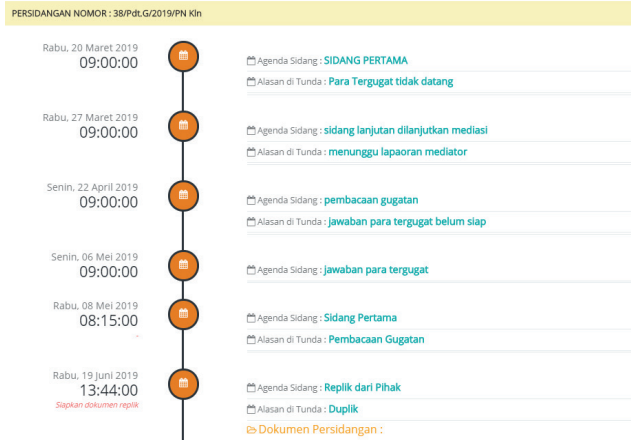 PERSIDANGAN NOMOR : 38/Pdt.G/2019/PN Kln
Rabu, 20 Maret 2019
09:00:00
Agenda Sidang : SIDANG PERTAMA
Alasan di Tunda : Para Tergugat tidak datang
Rabu, 27 Maret 2019
09:00:00
Agenda Sidang : sidang lanjutan dilanjutkan mediasi
Alasan di Tunda : menunggu lapaoran mediator
Senin, 22 April 2019
09:00:00
Agenda Sidang : pembacaan gugatan
Alasan di Tunda : jawaban para tergugat belum siap
Senin, 06 Mei 2019
09:00:00
Agenda Sidang : jawaban para tergugat
Rabu, 08 Mei 2019
08:15:00
Agenda Sidang : Sidang Pertama
Alasan di Tunda : Pembacaan Gugatan
Rabu, 19 Juni 2019
13:44:00
Siapkan dokumen replik
Agenda Sidang : Replik dari Pihak
Alasan di Tunda : Duplik
Dokumen Persidangan :